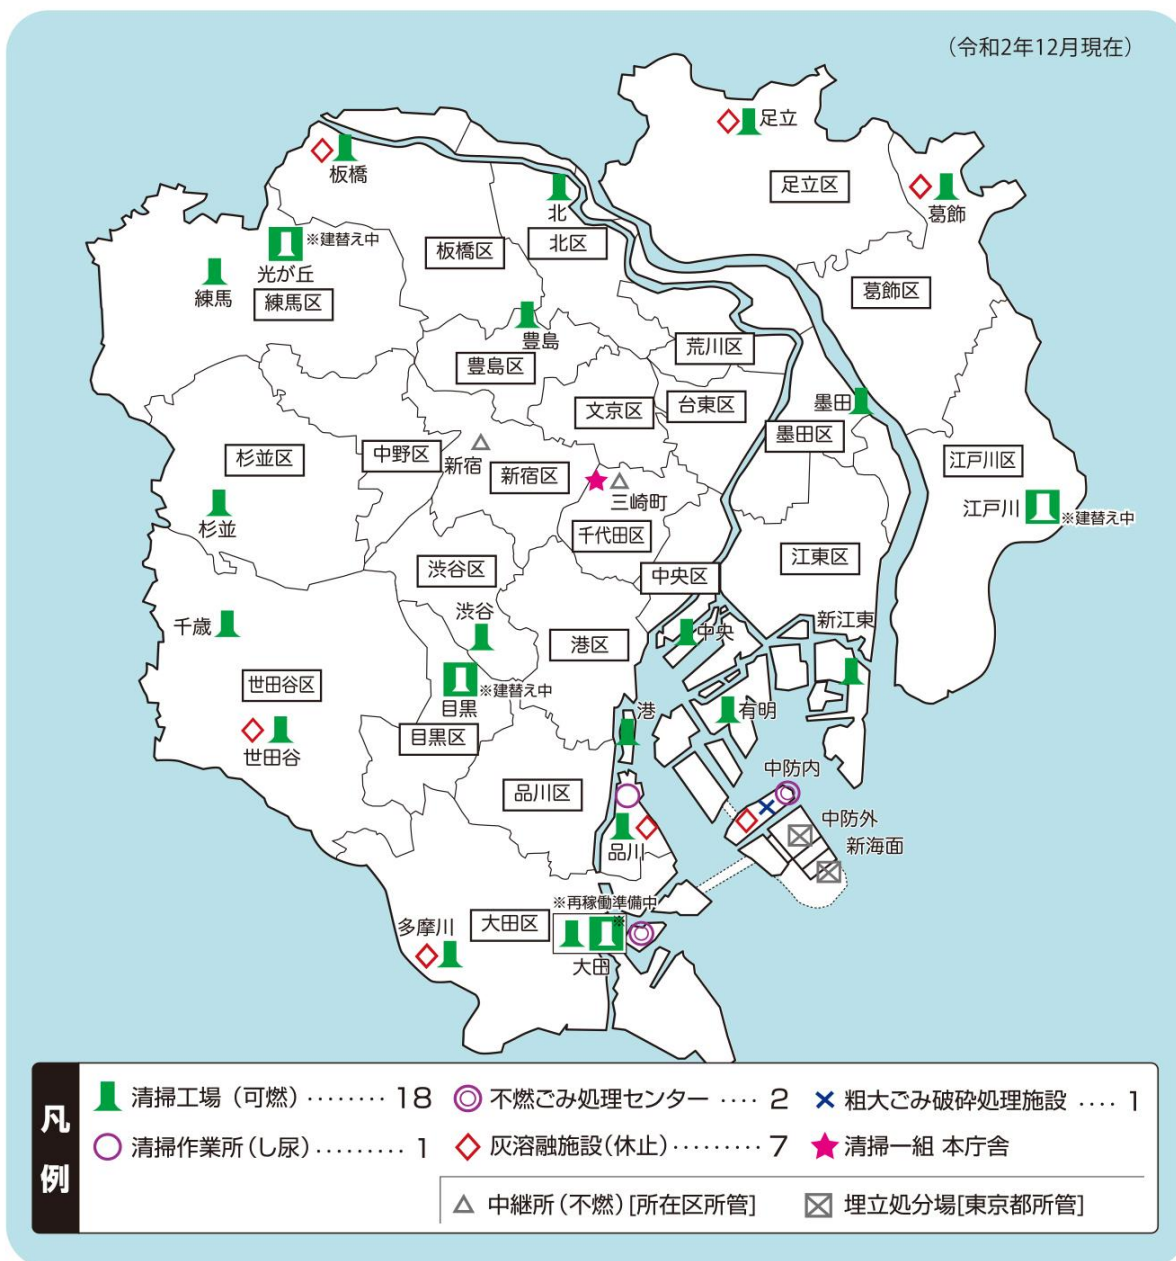 （令和2年12月現在）
足立
板橋
足立区
葛飾
北
北区
板橋区
※建替え中
光が丘
練馬
練馬区
葛飾区
豊島
豊島区
荒川区
文京区
台東区
墨田
墨田区
杉並区
中野区
新宿
新宿区
三崎町
千代田区
江戸川区
江戸川
※建替え中
杉並
渋谷区
中央区
江東区
千歳
渋谷
港区
中央
新江東
世田谷区
※建替え中
目黒
目黒区
世田谷
港
有明
品川区
中防内
中防外
新海面
品川
※再稼働準備中
※
多摩川
大田区
大田
凡例
清掃工場（可燃）........ 18
不燃ごみ処理センター .... 2
粗大ごみ破砕処理施設 .... 1
清掃作業所（し尿）......... 1
灰溶融施設（休止）......... 7
清掃一組 本庁舎
中継所（不燃）[所在区所管]
埋立処分場[東京都所管]